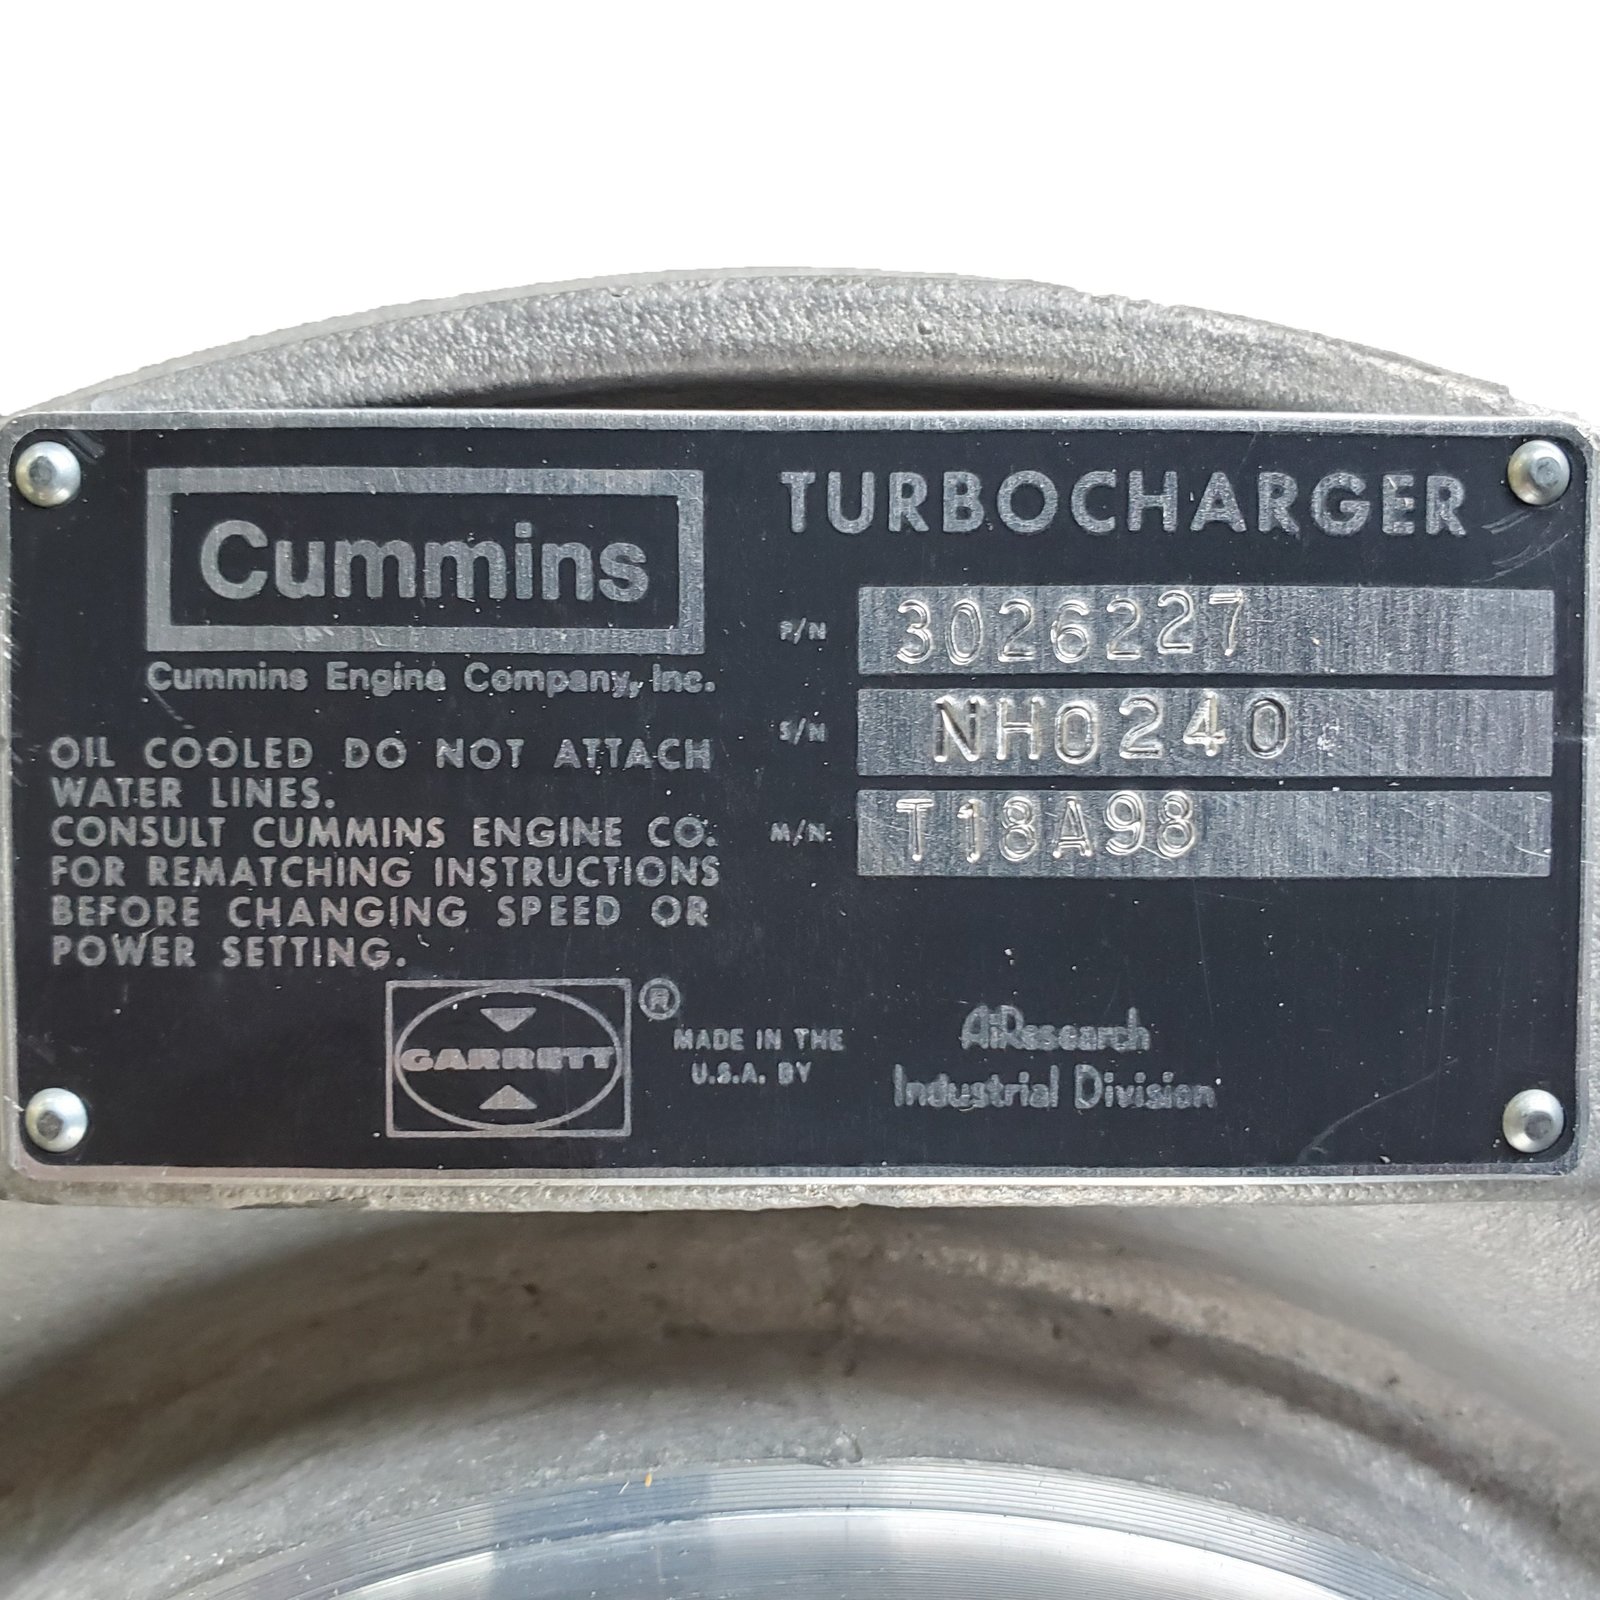 Cummins
Cummins Engine Company, Inc.
OIL COOLED DO NOT ATTACH
WATER LINES.
CONSULT CUMMINS ENGINE CO.
FOR REMATCHING INSTRUCTIONS
BEFORE CHANGING SPEED OR
POWER SETTING.
TURBOCHARGER
P/N 3026227
S/N NH0240
M/N T18A98
GARRETT ®
MADE IN THE
U.S.A. BY
AiResearch
Industrial Division